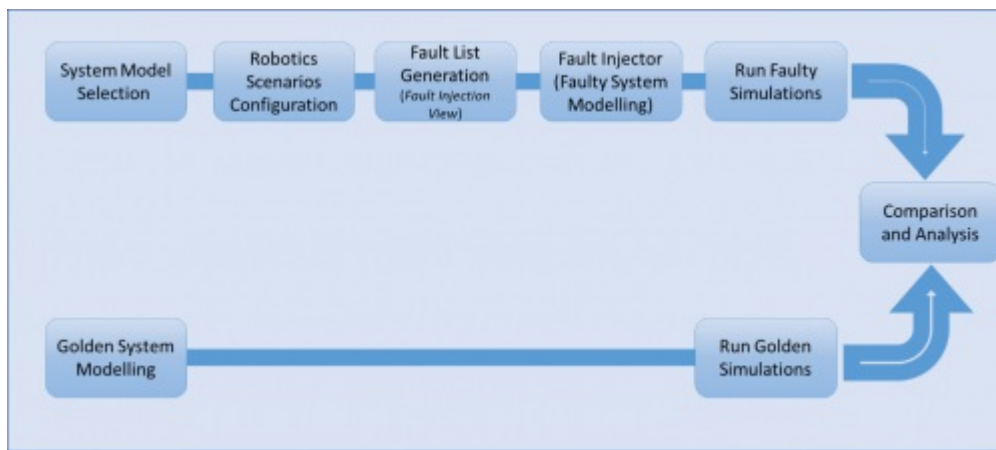 System Model
Selection
Robotics
Scenarios
Configuration
Fault List
Generation
(Fault Injection
View)
Fault Injector
(Faulty System
Modelling)
Run Faulty
Simulations
Comparison
and Analysis
Golden System
Modelling
Run Golden
Simulations